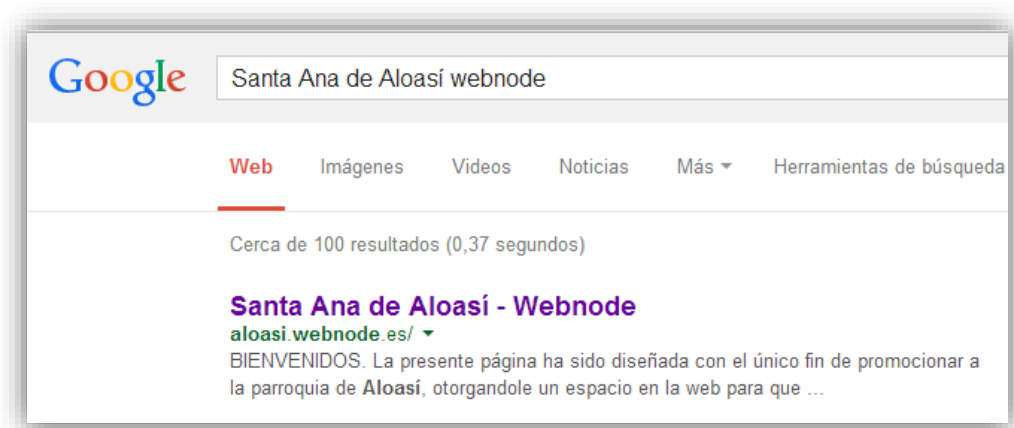 Google
Santa Ana de Aloasí webnode
Web Imágenes Videos Noticias Más Herramientas de búsqueda
Cerca de 100 resultados (0,37 segundos)
Santa Ana de Aloasí - Webnode
aloasi.webnode.es/
BIENVENIDOS. La presente página ha sido diseñada con el único fin de promocionar a
la parroquia de Aloasí, otorgandole un espacio en la web para que ...